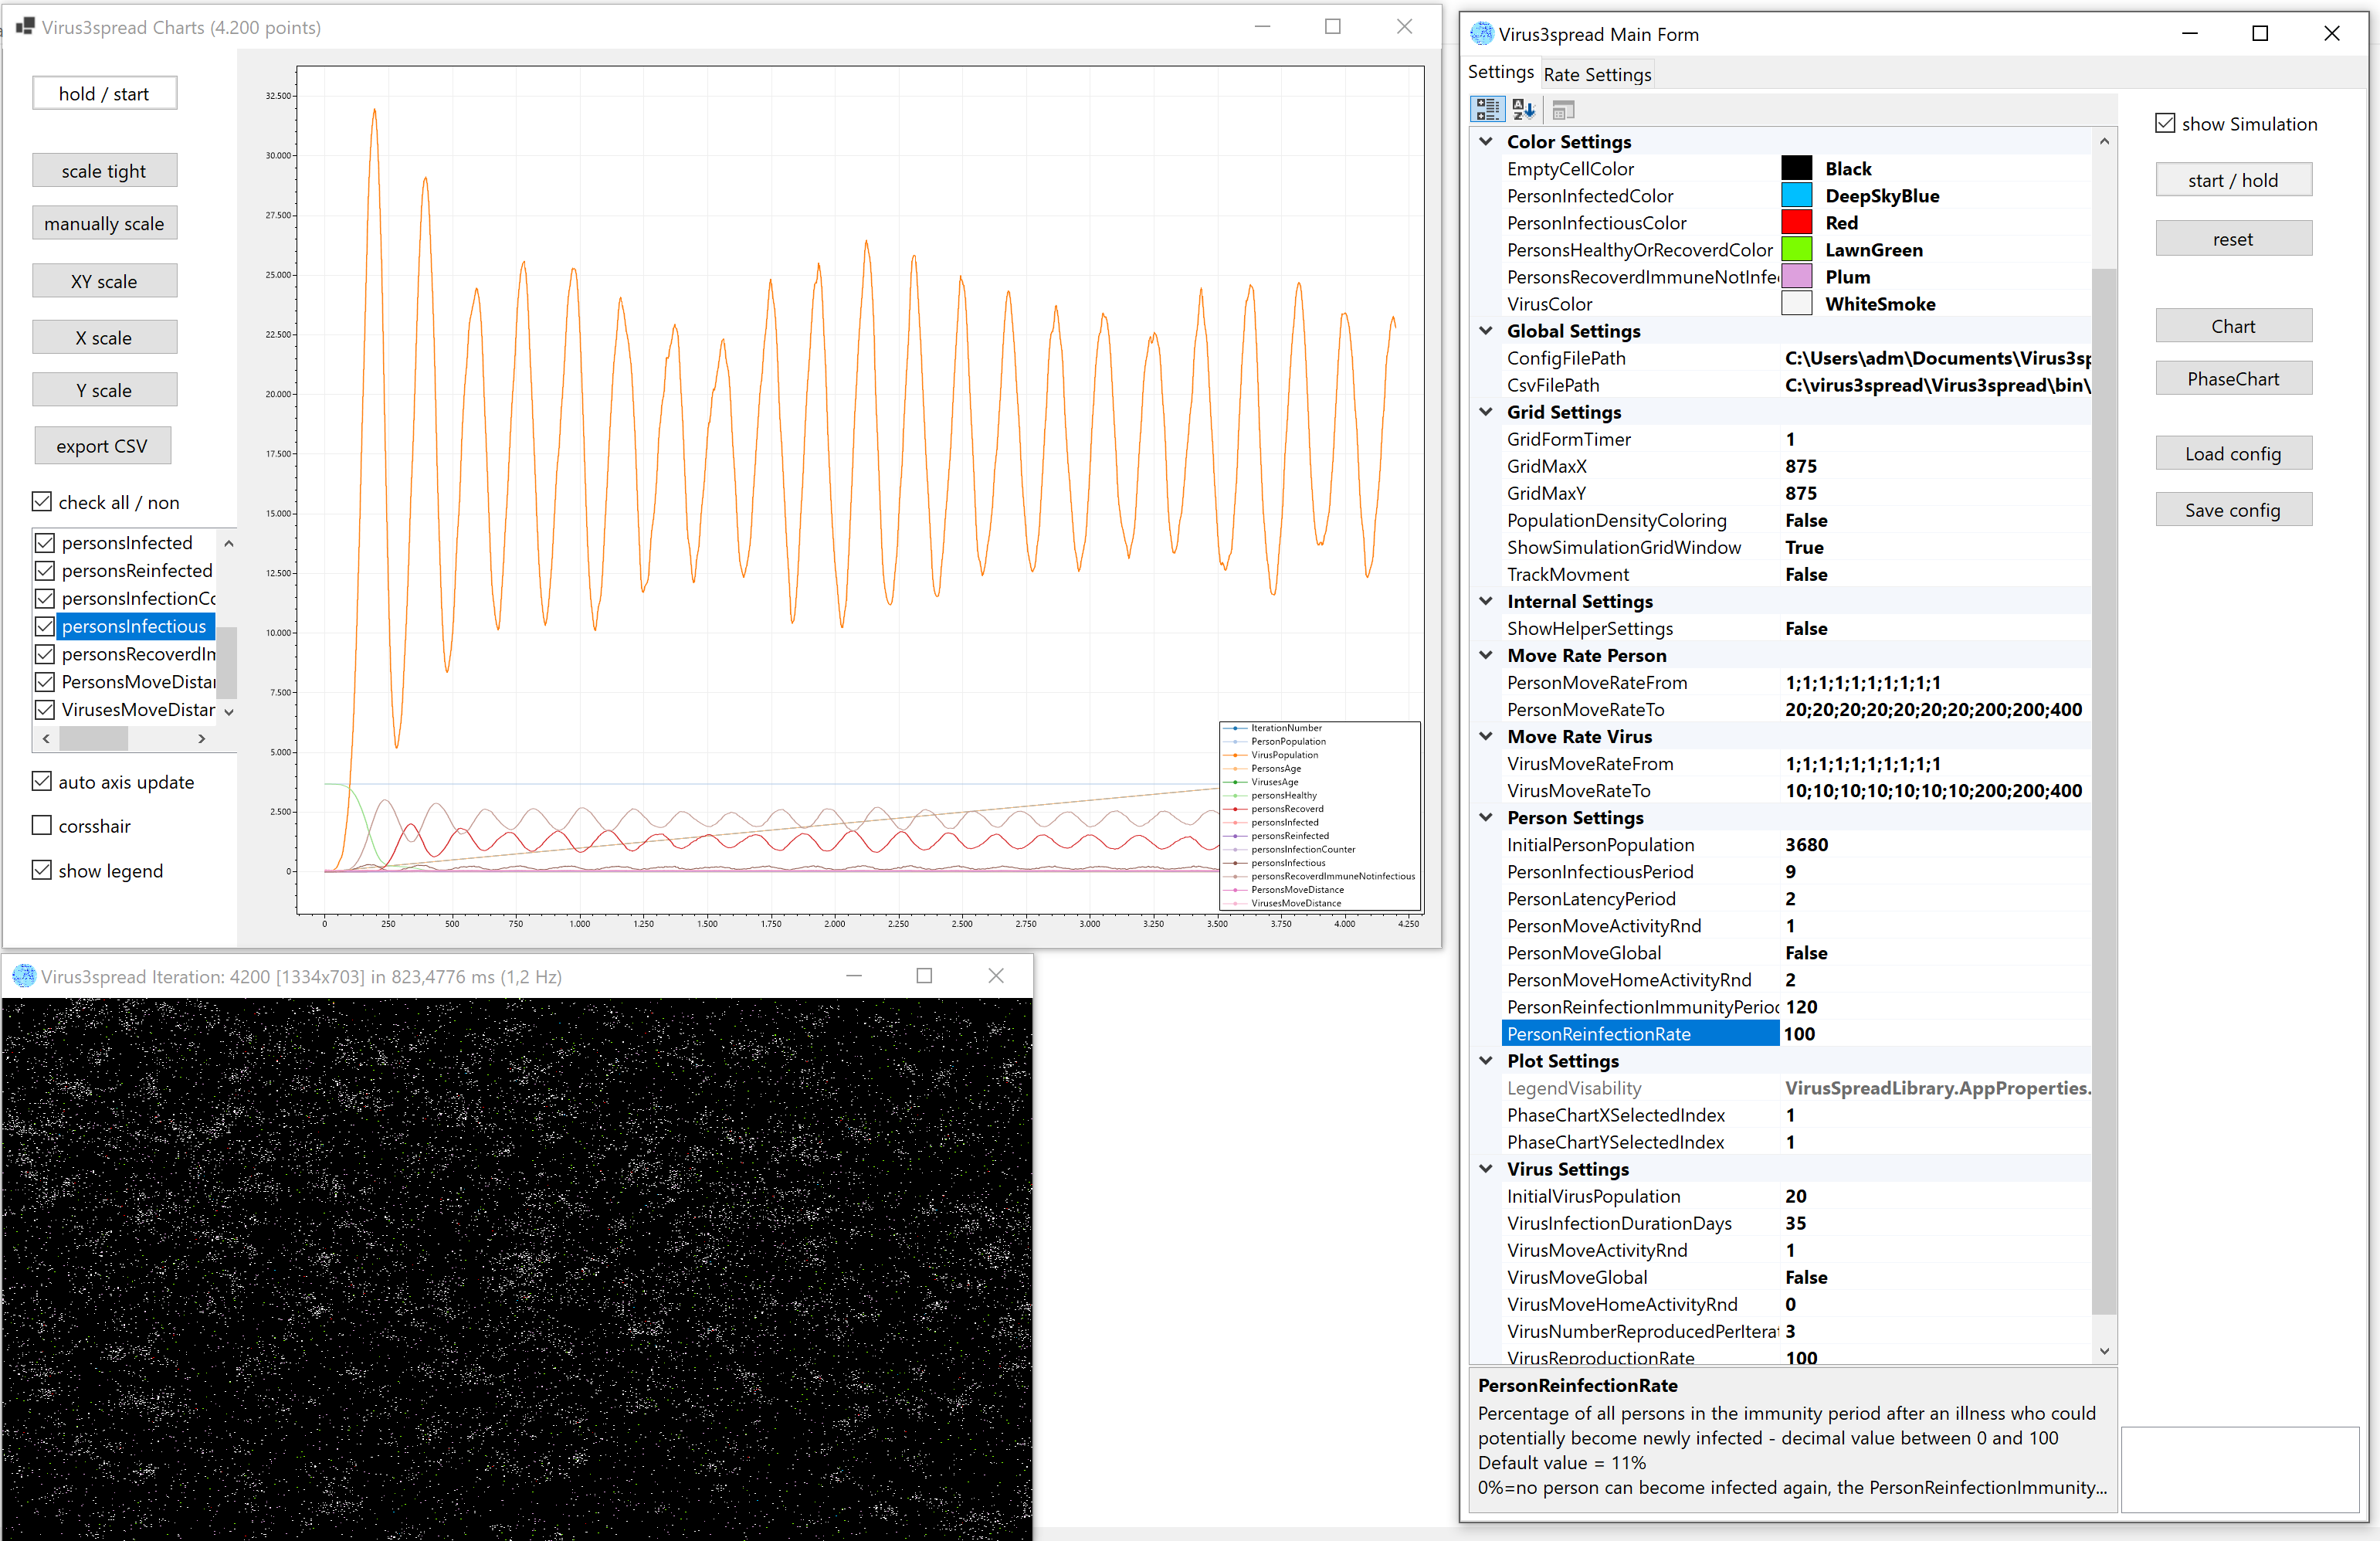 Virus3spread Charts (4.200 points)
hold / start
scale tight
manually scale
XY scale
X scale
Y scale
export CSV
check all / non
personsInfected
personsReinfected
personsInfectionCo
personsInfectious
personsRecoverdIm
PersonsMoveDistar
VirusesMoveDistar
auto axis update
corsshair
show legend
32.500
30.000
27.500
25.000
22.500
20.000
17.500
15.000
12.500
10.000
7.500
5.000
2.500
0
0 250 500 750 1.000 1.250 1.500 1.750 2.000 2.250 2.500 2.750 3.000 3.250 3.500 3.750 4.000 4.250
IterationNumber
PersonPopulation
VirusPopulation
PersonsAge
VirusesAge
personsHealthy
personsRecoverd
personsInfected
personsReinfected
personsInfectionCounter
personsInfectious
personsRecoverdImmuneNotinfectious
PersonsMoveDistance
VirusesMoveDistance
Virus3spread Iteration: 4200 [1334x703] in 823,4776 ms (1,2 Hz)
Virus3spread Main Form
Settings Rate Settings
Color Settings
EmptyCellColor Black
PersonInfectedColor DeepSkyBlue
PersonInfectiousColor Red
PersonsHealthyOrRecoverdColor LawnGreen
PersonsRecoverdImmuneNotInfe Plum
VirusColor WhiteSmoke
Global Settings
ConfigFilePath C:\Users\adm\Documents\Virus3sp
CsvFilePath C:\virus3spread\Virus3spread\bin\
Grid Settings
GridFormTimer 1
GridMaxX 875
GridMaxY 875
PopulationDensityColoring False
ShowSimulationGridWindow True
TrackMovment False
Internal Settings
ShowHelperSettings False
Move Rate Person
PersonMoveRateFrom 1;1;1;1;1;1;1;1;1;1
PersonMoveRateTo 20;20;20;20;20;20;20;200;200;400
Move Rate Virus
VirusMoveRateFrom 1;1;1;1;1;1;1;1;1;1
VirusMoveRateTo 10;10;10;10;10;10;10;200;200;400
Person Settings
InitialPersonPopulation 3680
PersonInfectiousPeriod 9
PersonLatencyPeriod 2
PersonMoveActivityRnd 1
PersonMoveGlobal False
PersonMoveHomeActivityRnd 2
PersonReinfectionImmunityPeriod 120
PersonReinfectionRate 100
Plot Settings
LegendVisability VirusSpreadLibrary.AppProperties.
PhaseChartXSelectedIndex 1
PhaseChartYSelectedIndex 1
Virus Settings
InitialVirusPopulation 20
VirusInfectionDurationDays 35
VirusMoveActivityRnd 1
VirusMoveGlobal False
VirusMoveHomeActivityRnd 0
VirusNumberReproducedPerIterat 3
VirusReproductionRate 100
PersonReinfectionRate
Percentage of all persons in the immunity period after an illness who could
potentially become newly infected - decimal value between 0 and 100
Default value = 11%
0%=no person can become infected again, the PersonReinfectionImmunity...
show Simulation
start / hold
reset
Chart
PhaseChart
Load config
Save config